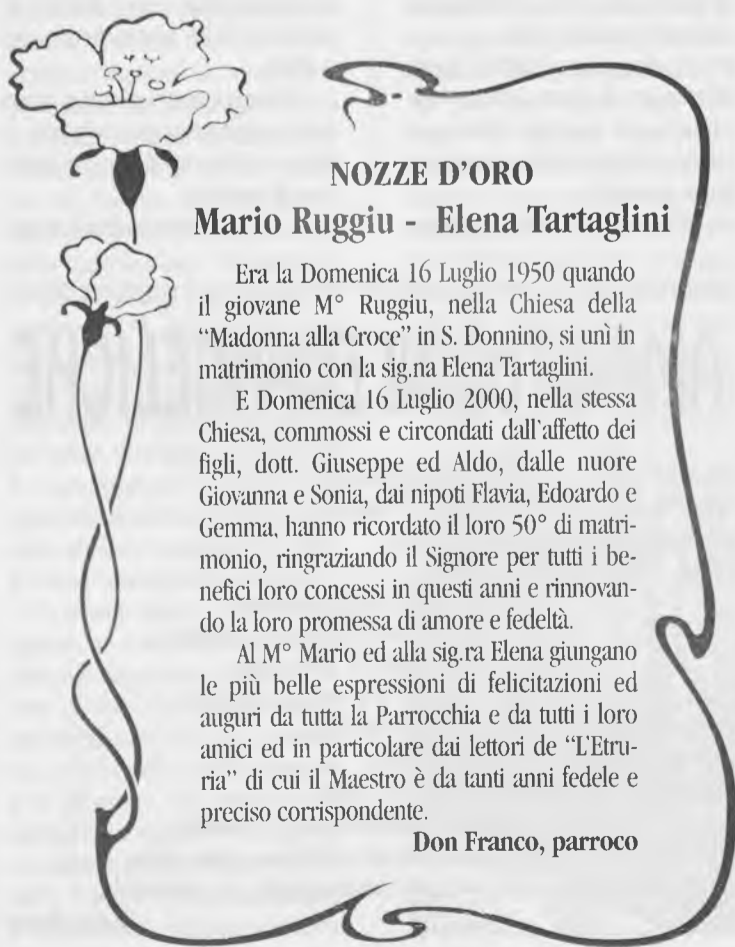 NOZZE D'ORO
Mario Ruggiu - Elena Tartaglini
Era la Domenica 16 Luglio 1950 quando
il giovane M° Ruggiu, nella Chiesa della
“Madonna alla Croce” in S. Donnino, si unì in
matrimonio con la sig.na Elena Tartaglini.
E Domenica 16 Luglio 2000, nella stessa
Chiesa, commossi e circondati dall'affetto dei
figli, dott. Giuseppe ed Aldo, dalle nuore
Giovanna e Sonia, dai nipoti Flavia, Edoardo e
Gemma, hanno ricordato il loro 50° di matri-
monio, ringraziando il Signore per tutti i be-
nefici loro concessi in questi anni e rinnovan-
do la loro promessa di amore e fedeltà.
Al M° Mario ed alla sig.ra Elena giungano
le più belle espressioni di felicitazioni ed
auguri da tutta la Parrocchia e da tutti i loro
amici ed in particolare dai lettori de “L'Etru-
ria” di cui il Maestro è da tanti anni fedele e
preciso corrispondente.
Don Franco, parroco